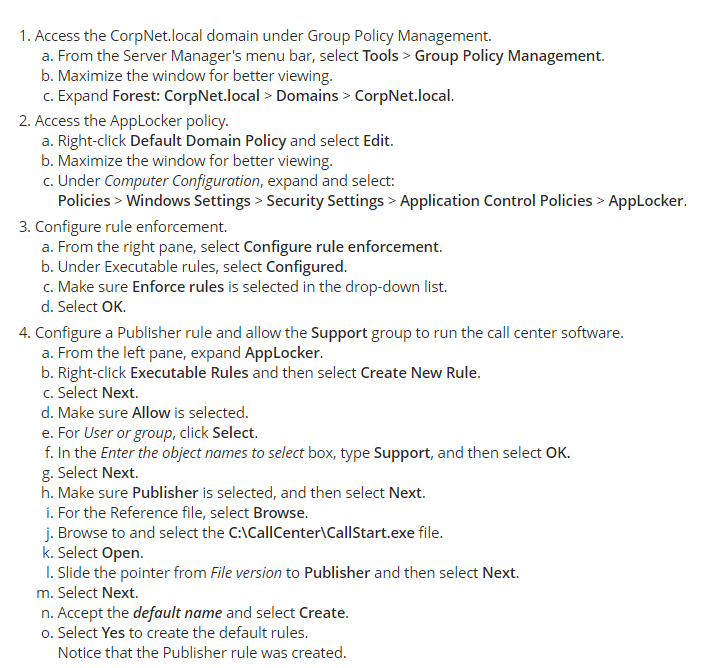 1. Access the CorpNet.local domain under Group Policy Management.
a. From the Server Manager's menu bar, select Tools > Group Policy Management.
b. Maximize the window for better viewing.
c. Expand Forest: CorpNet.local > Domains > CorpNet.local.
2. Access the AppLocker policy.
a. Right-click Default Domain Policy and select Edit.
b. Maximize the window for better viewing.
c. Under Computer Configuration, expand and select:
Policies > Windows Settings > Security Settings > Application Control Policies > AppLocker.
3. Configure rule enforcement.
a. From the right pane, select Configure rule enforcement.
b. Under Executable rules, select Configured.
c. Make sure Enforce rules is selected in the drop-down list.
d. Select OK.
4. Configure a Publisher rule and allow the Support group to run the call center software.
a. From the left pane, expand AppLocker.
b. Right-click Executable Rules and then select Create New Rule.
c. Select Next.
d. Make sure Allow is selected.
e. For User or group, click Select.
f. In the Enter the object names to select box, type Support, and then select OK.
g. Select Next.
h. Make sure Publisher is selected, and then select Next.
i. For the Reference file, select Browse.
j. Browse to and select the C:\CallCenter\CallStart.exe file.
k. Select Open.
l. Slide the pointer from File version to Publisher and then select Next.
m. Select Next.
n. Accept the default name and select Create.
o. Select Yes to create the default rules.
Notice that the Publisher rule was created.